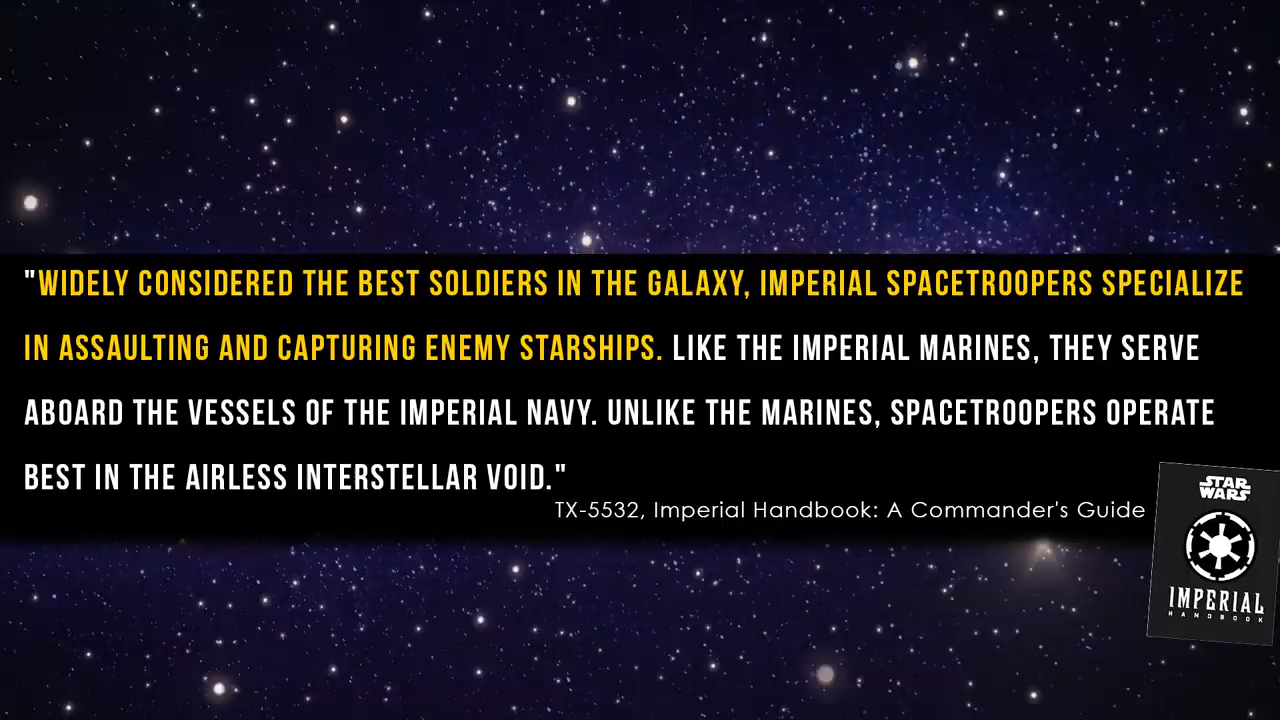 "WIDELY CONSIDERED THE BEST SOLDIERS IN THE GALAXY, IMPERIAL SPACETROOPERS SPECIALIZE
IN ASSAULTING AND CAPTURING ENEMY STARSHIPS. LIKE THE IMPERIAL MARINES, THEY SERVE
ABOARD THE VESSELS OF THE IMPERIAL NAVY. UNLIKE THE MARINES, SPACETROOPERS OPERATE
BEST IN THE AIRLESS INTERSTELLAR VOID."
TX-5532, Imperial Handbook: A Commander's Guide
STAR
WARS
IMPERIAL
HANDBOOK